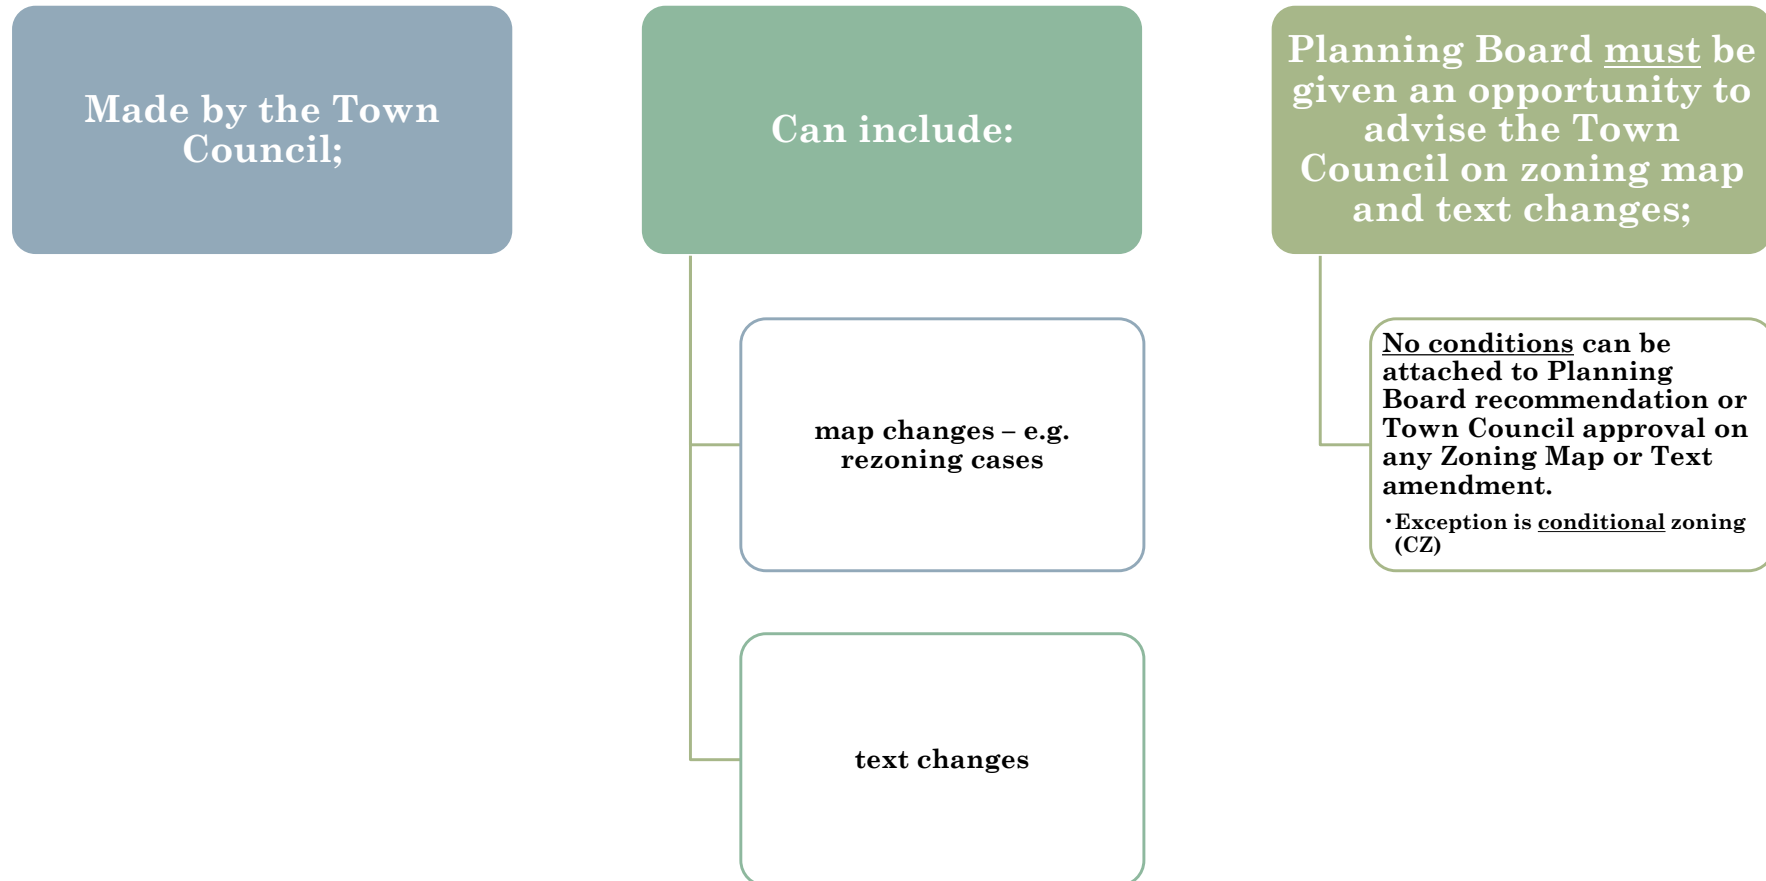 Made by the Town
Council;
Can include:
map changes – e.g.
rezoning cases
text changes
Planning Board must be
given an opportunity to
advise the Town
Council on zoning map
and text changes;
No conditions can be
attached to Planning
Board recommendation or
Town Council approval on
any Zoning Map or Text
amendment.
•Exception is conditional zoning
(CZ)